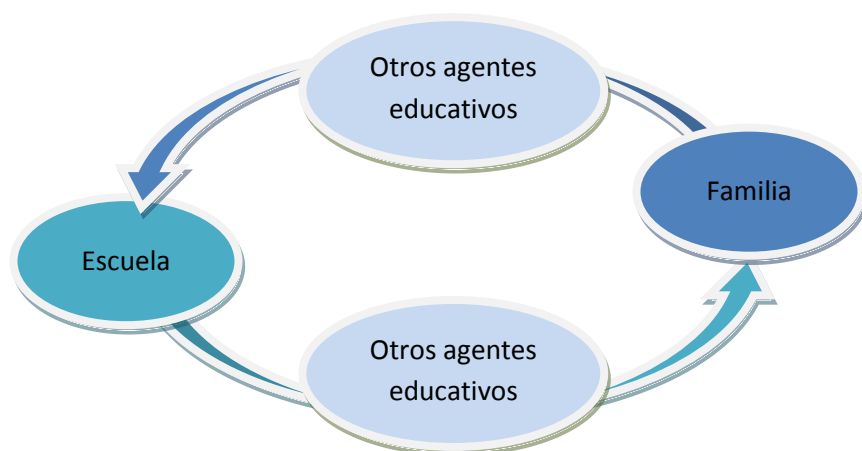 Otros agentes
educativos
Familia
Escuela
Otros agentes
educativos